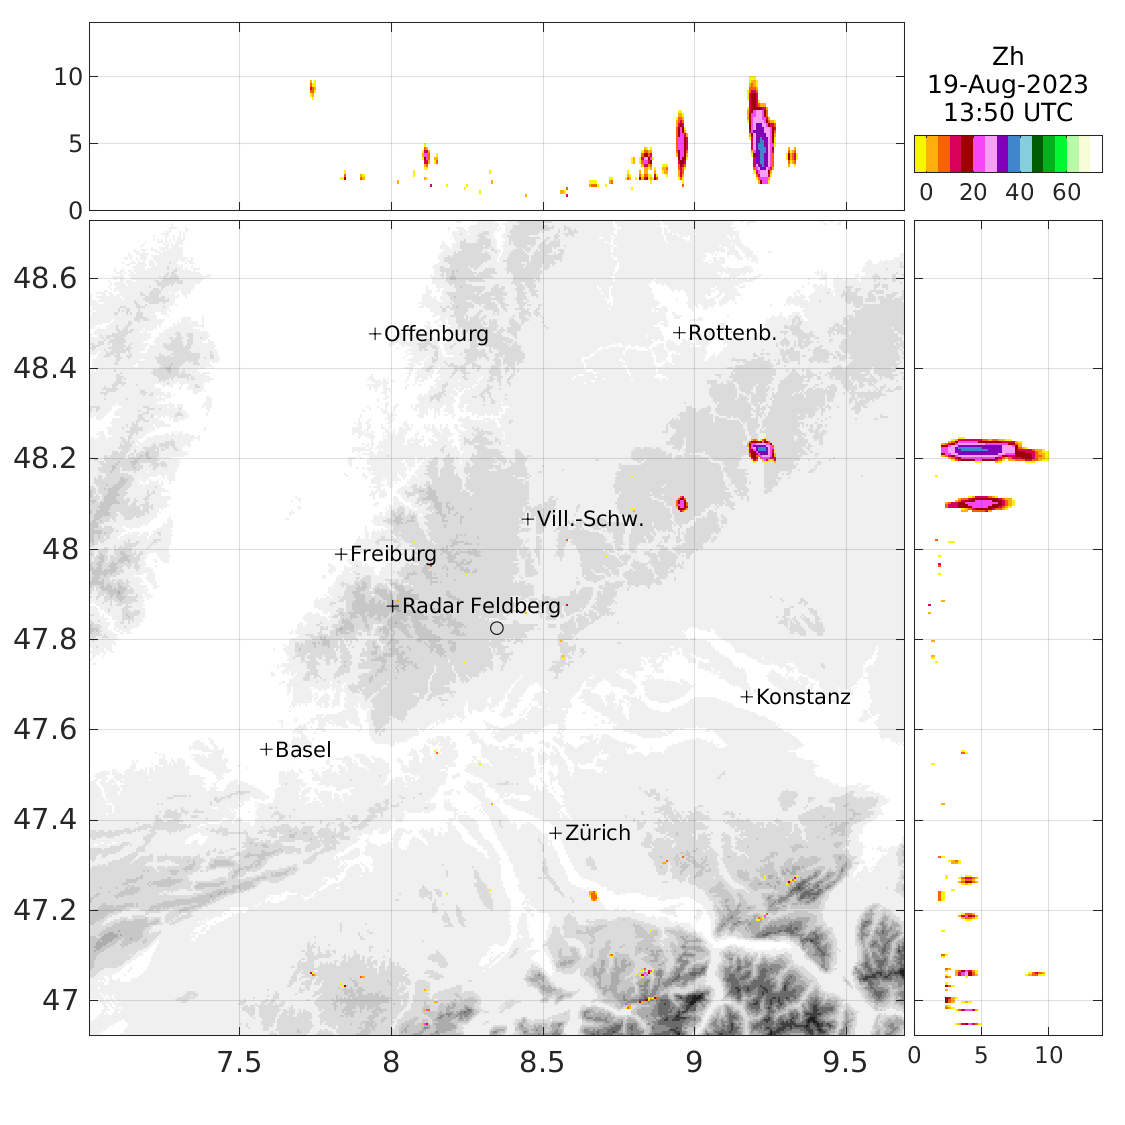 Zh
19-Aug-2023
13:50 UTC
0 20 40 60
10
5
0
48.6
48.4
48.2
48
47.8
47.6
47.4
47.2
47
Offenburg
Rottenb.
Vill.-Schw.
Freiburg
Radar Feldberg
Konstanz
Basel
Zürich
7.5 8 8.5 9 9.5
0 5 10